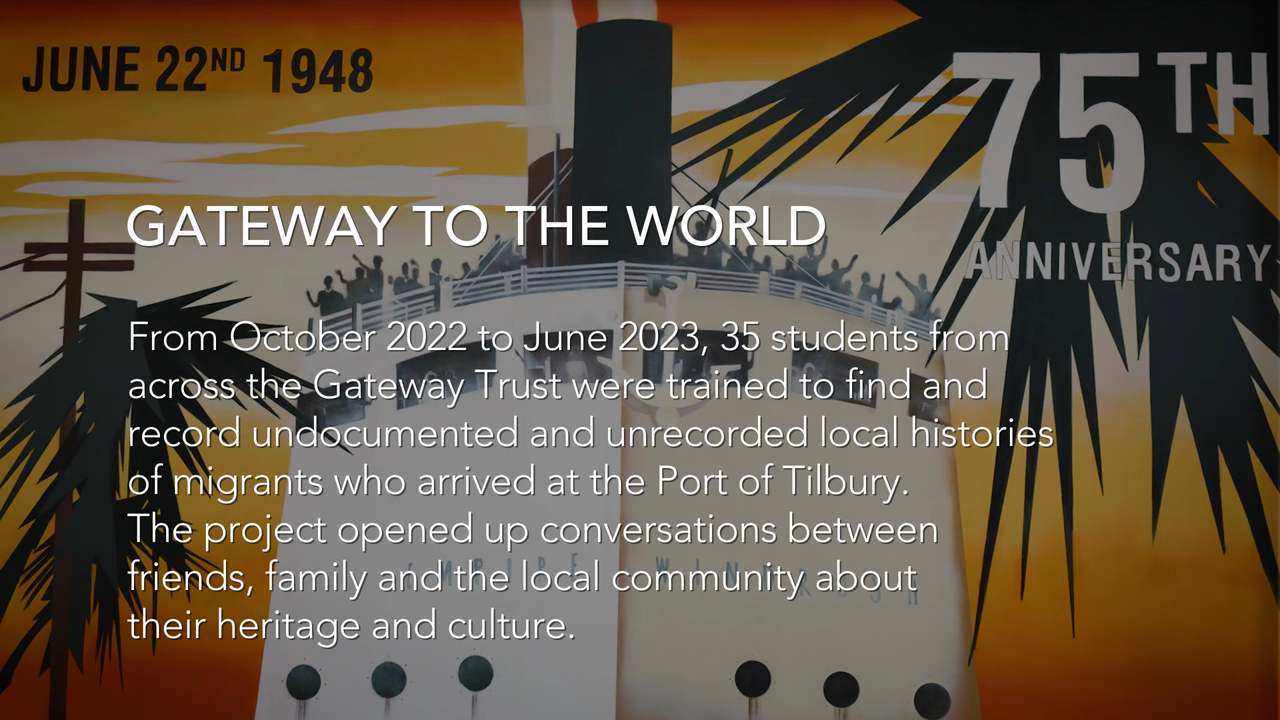 JUNE 22ND 1948
75TH
ANNIVERSARY
GATEWAY TO THE WORLD
From October 2022 to June 2023, 35 students from
across the Gateway Trust were trained to find and
record undocumented and unrecorded local histories
of migrants who arrived at the Port of Tilbury.
The project opened up conversations between
friends, family and the local community about
their heritage and culture.
EMPIRE WINDRUSH